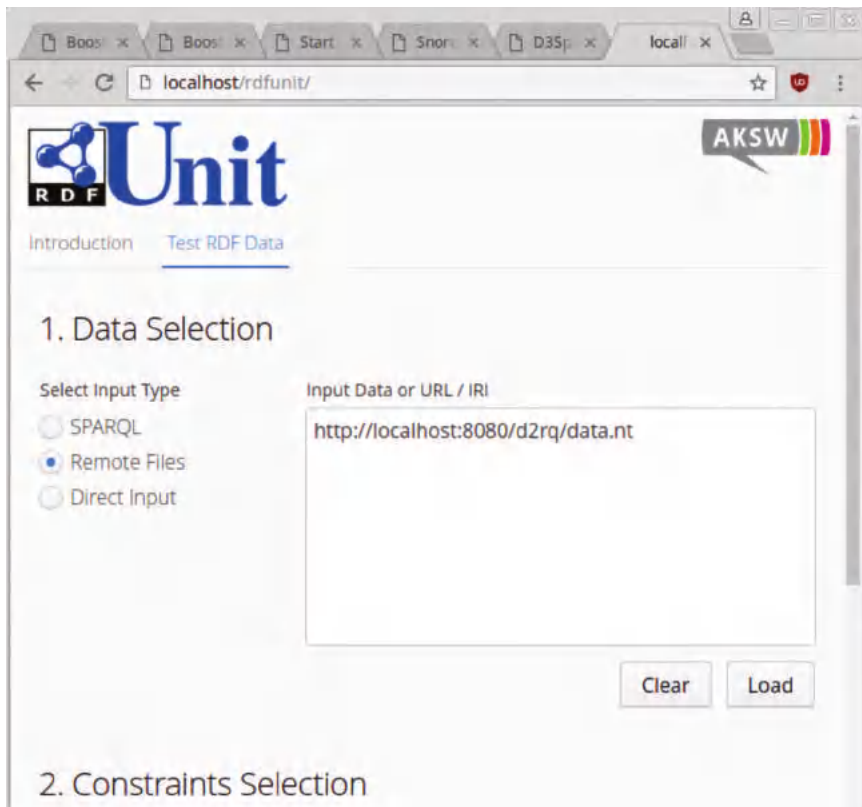 Boos
Boos
Start
Snor
D3Sp
local
localhost/rdfunit/
RDF
Unit
AKSW
Introduction
Test RDF Data
1. Data Selection
Select Input Type
Input Data or URL / IRI
SPARQL
http://localhost:8080/d2rq/data.nt
Remote Files
Direct Input
Clear
Load
2. Constraints Selection